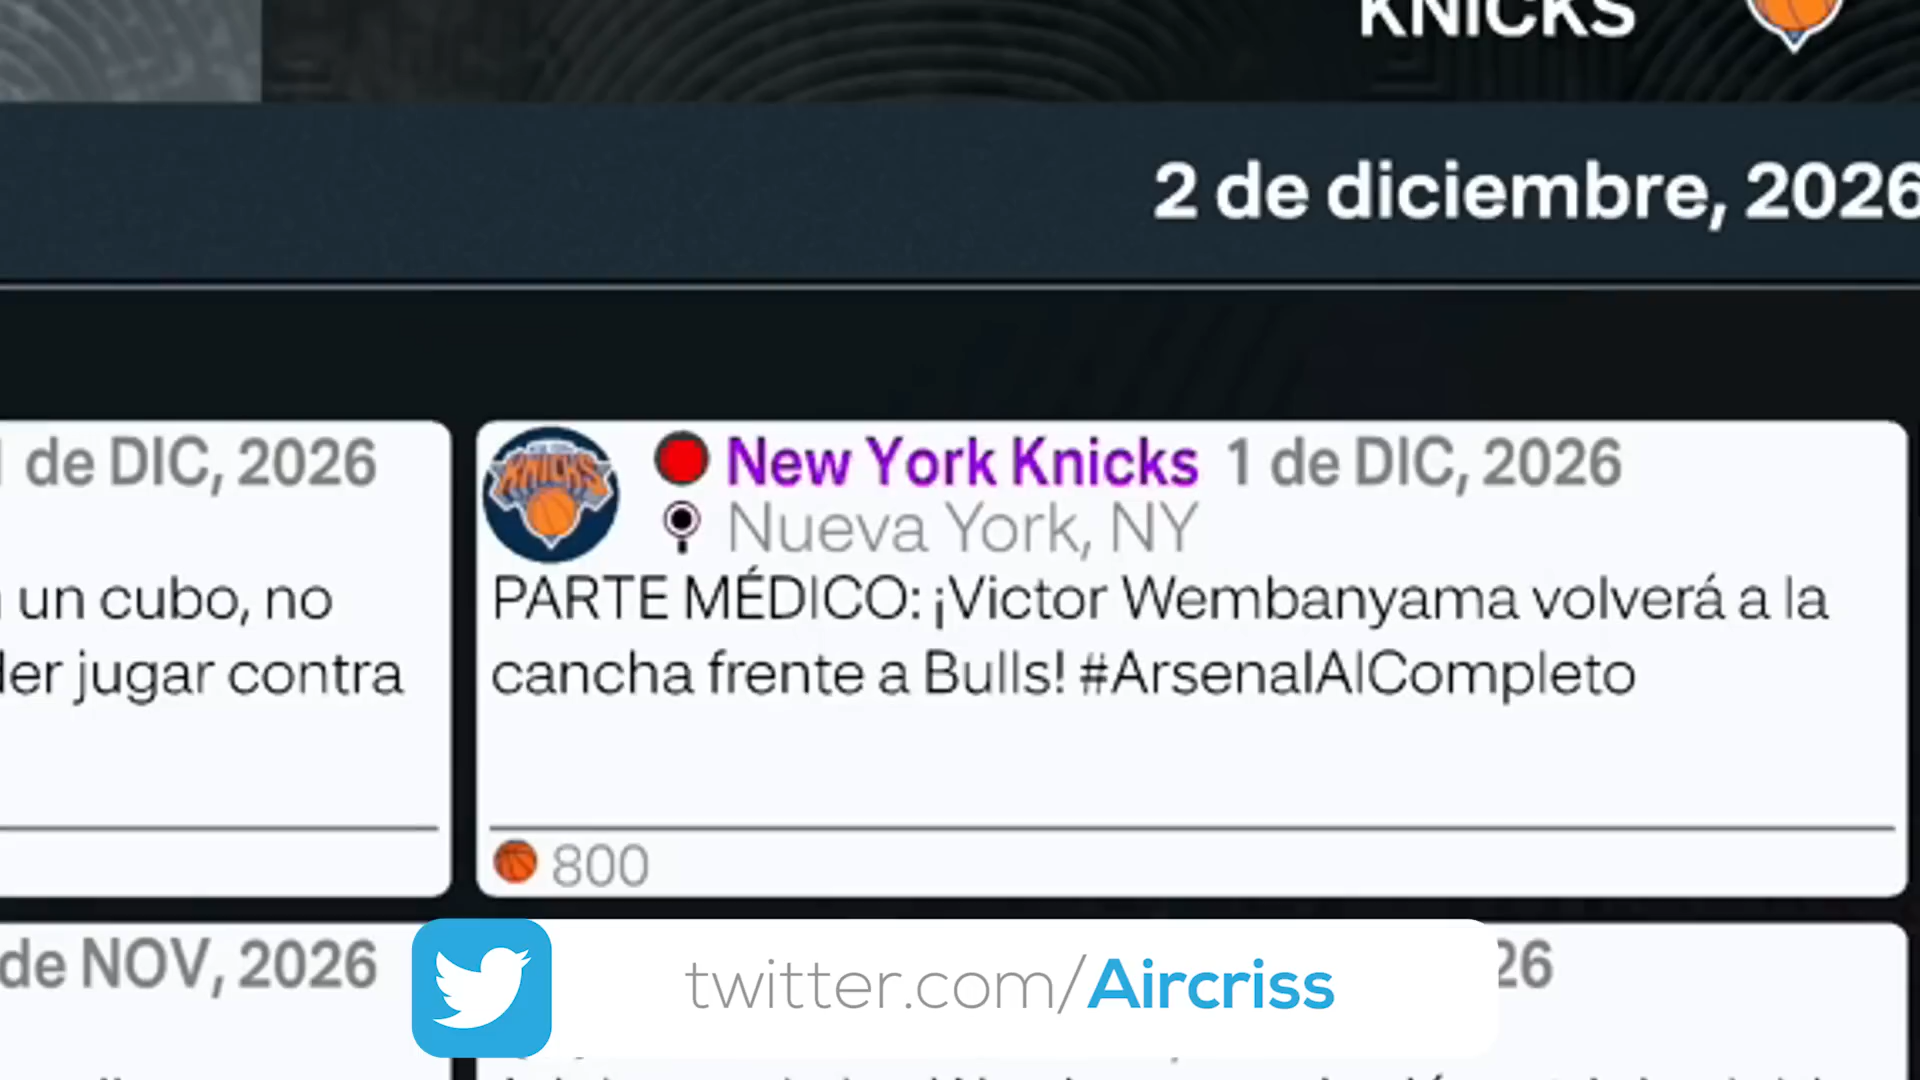 KNICKS
2 de diciembre, 2026
de DIC, 2026
un cubo, no
jugar contra
KNICKS
New York Knicks 1 de DIC, 2026
Nueva York, NY
PARTE MÉDICO: ¡Victor Wembanyama volverá a la
cancha frente a Bulls! #ArsenalAlCompleto
800
de NOV, 2026
twitter.com/Aircriss
26